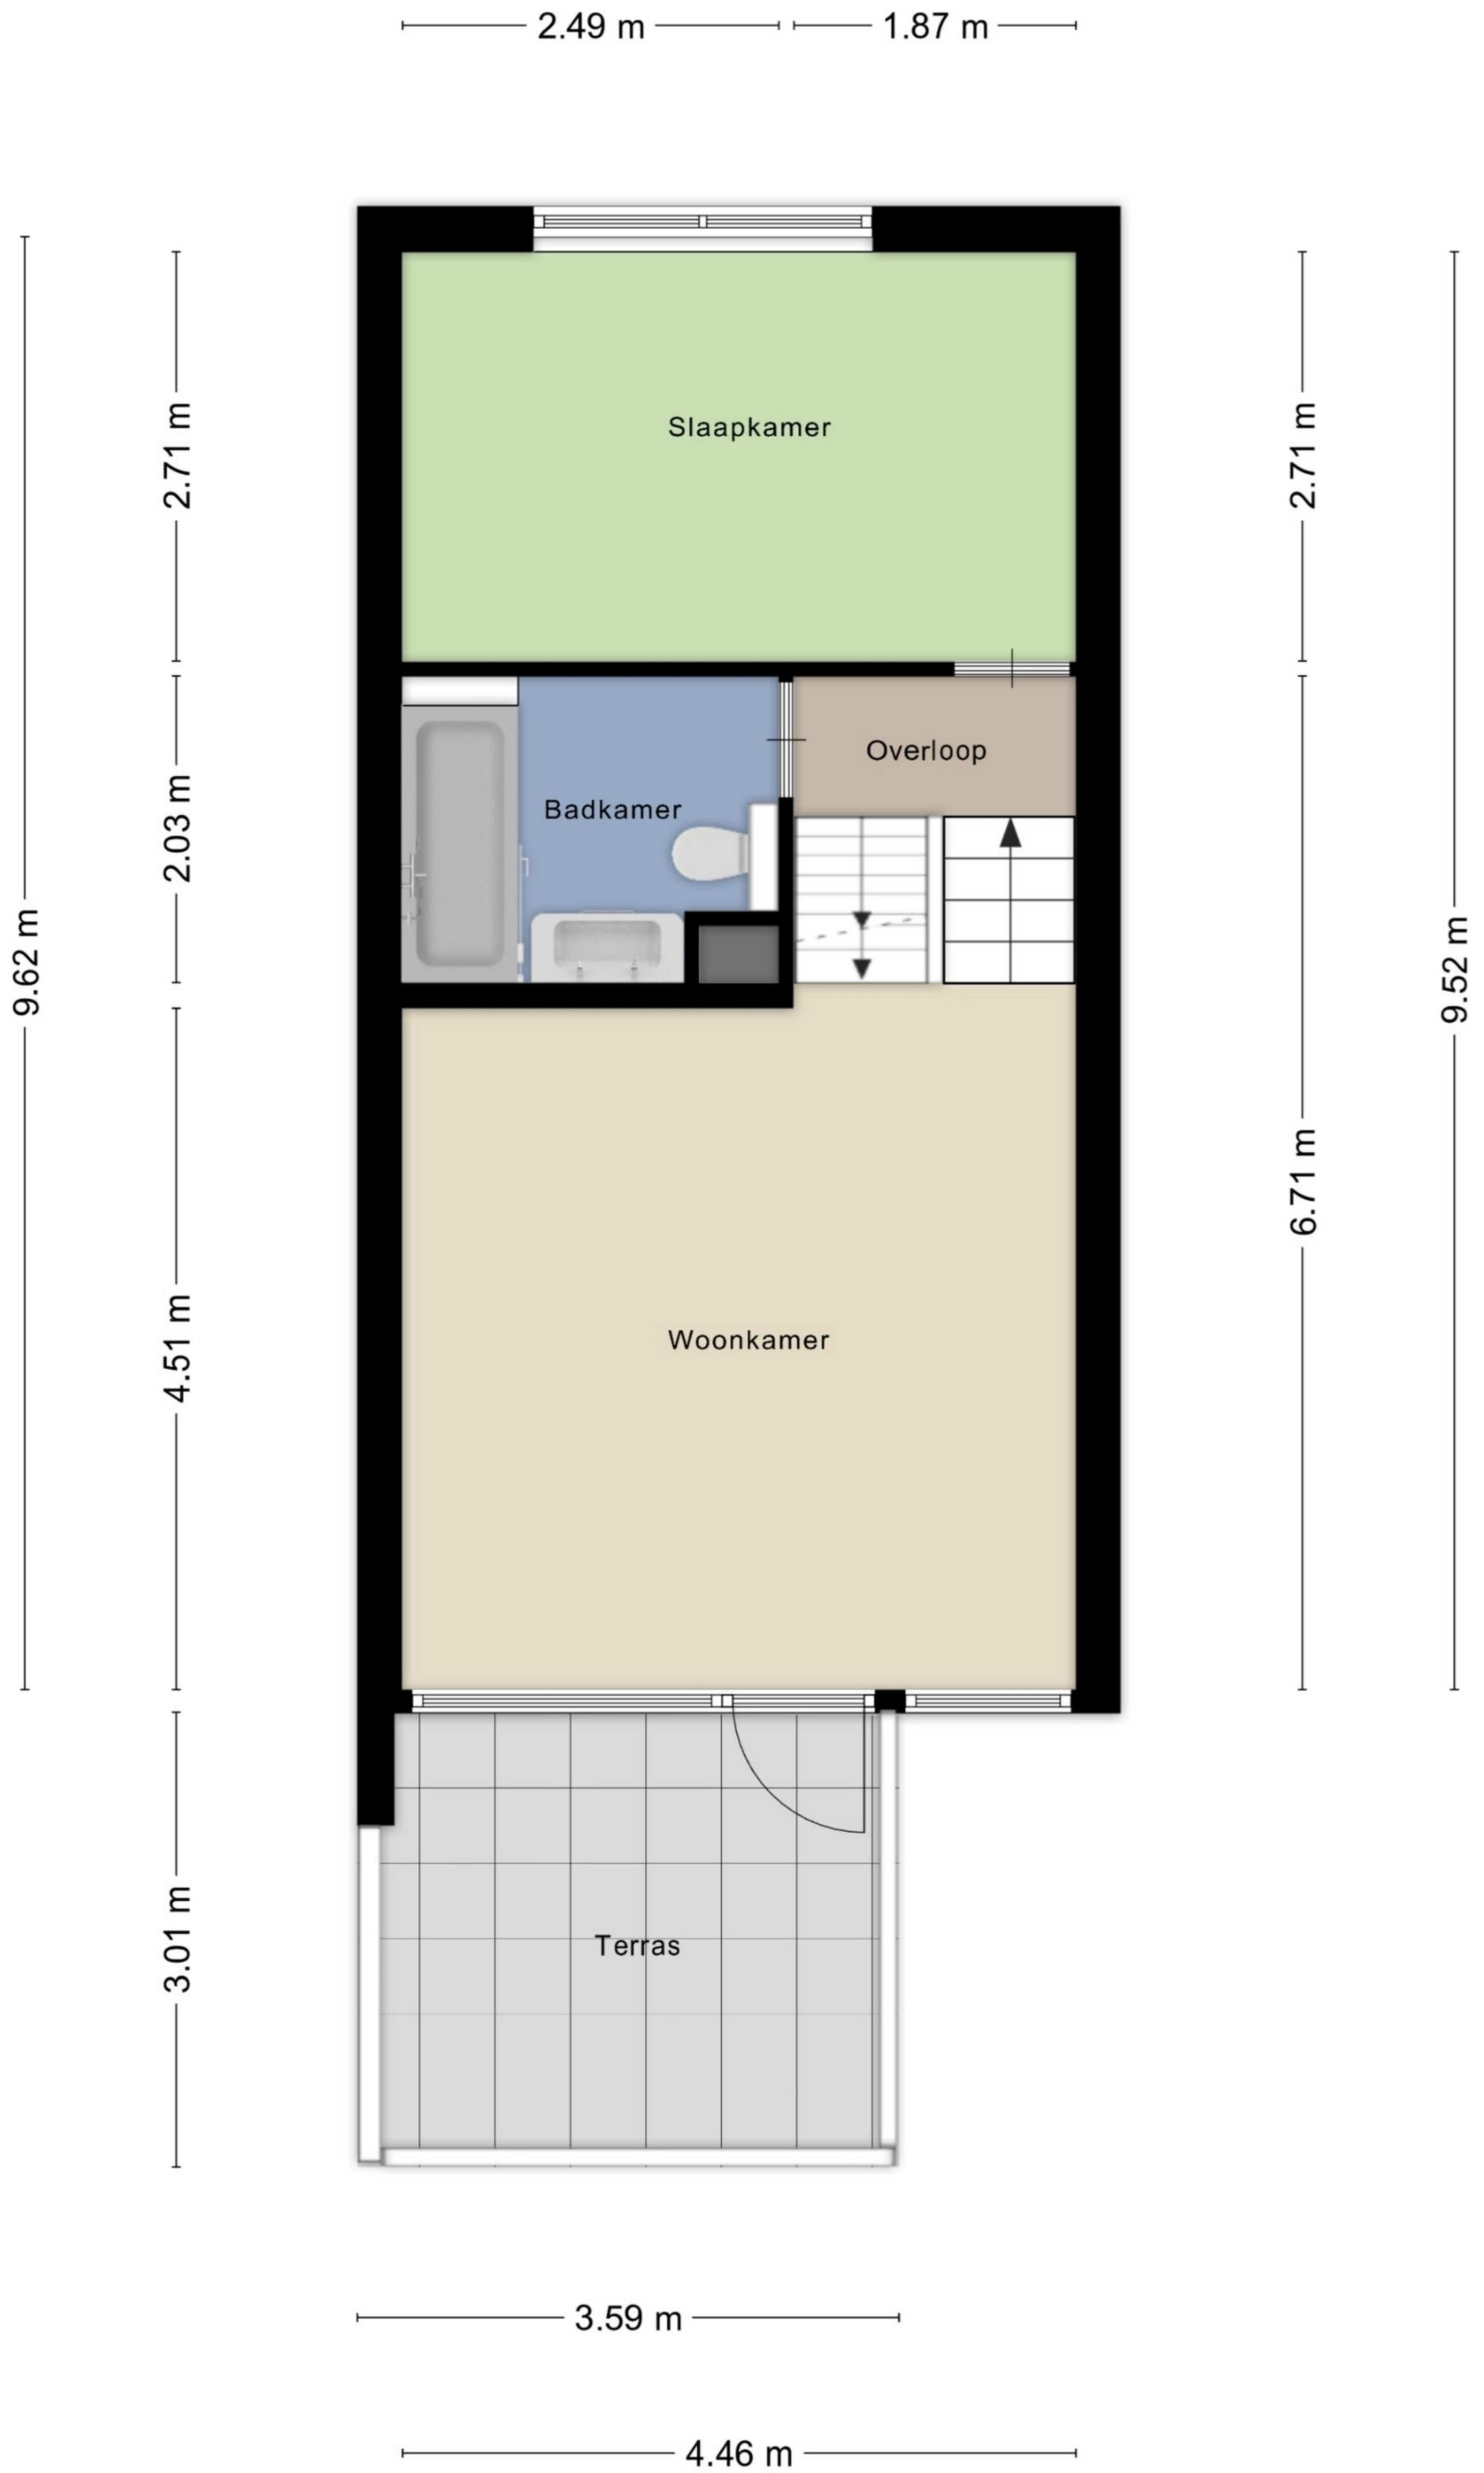 2.49 m 1.87 m
Slaapkamer
2.71 m
2.71 m
Overloop
Badkamer
2.03 m
9.62 m
9.52 m
6.71 m
Woonkamer
4.51 m
Terras
3.01 m
3.59 m
4.46 m